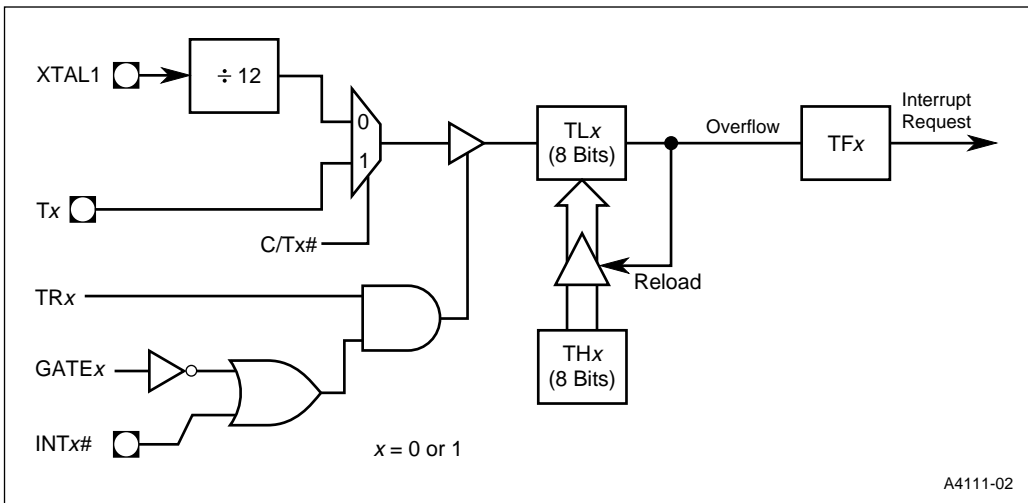 XTAL1
÷ 12
0
1
Tx
C/Tx#
TLx
(8 Bits)
Overflow
TFx
Interrupt
Request
Reload
TRx
GATEx
INTx#
THx
(8 Bits)
x = 0 or 1
A4111-02